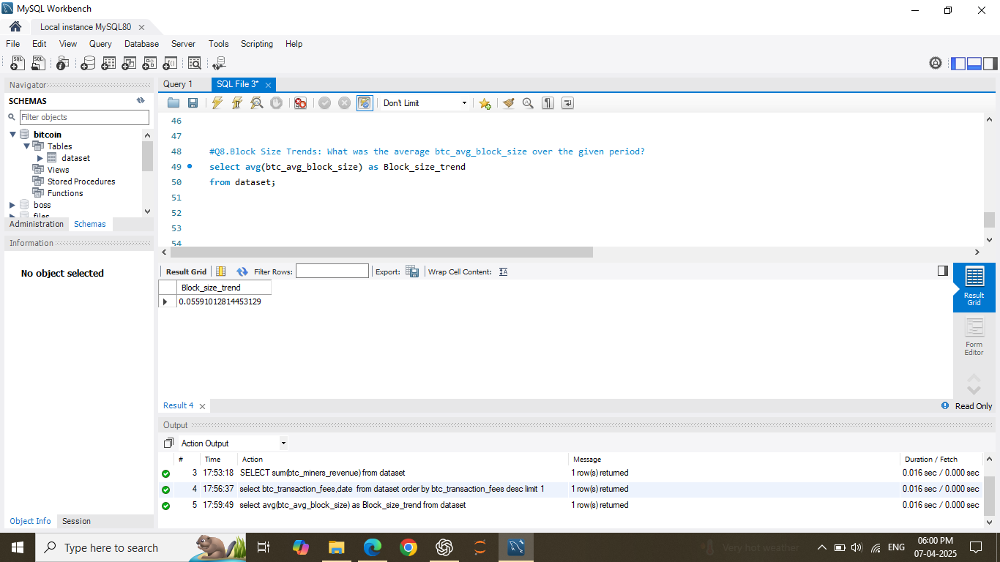 MySQL Workbench
Local instance MySQL80
File Edit View Query Database Server Tools Scripting Help
Navigator
SCHEMAS
Filter objects
bitcoin
Tables
dataset
Views
Stored Procedures
Functions
boss
files
Administration Schemas
Information
No object selected
Object Info Session
Query 1 SQL File 3*
Don't Limit
46
47
48 #Q8.Block Size Trends: What was the average btc_avg_block_size over the given period?
49 select avg(btc_avg_block_size) as Block_size_trend
50 from dataset;
51
52
53
54
Result Grid Filter Rows: Export: Wrap Cell Content:
Block_size_trend
0.05591012814453129
Result Grid
Form Editor
Result 4
Read Only
Output
Action Output
# Time Action Message Duration / Fetch
3 17:53:18 SELECT sum(btc_miners_revenue) from dataset 1 row(s) returned 0.016 sec / 0.000 sec
4 17:56:37 select btc_transaction_fees,date from dataset order by btc_transaction_fees desc limit 1 1 row(s) returned 0.016 sec / 0.000 sec
5 17:59:49 select avg(btc_avg_block_size) as Block_size_trend from dataset 1 row(s) returned 0.016 sec / 0.000 sec
Type here to search
Very hot weather
ENG
06:00 PM
07-04-2025